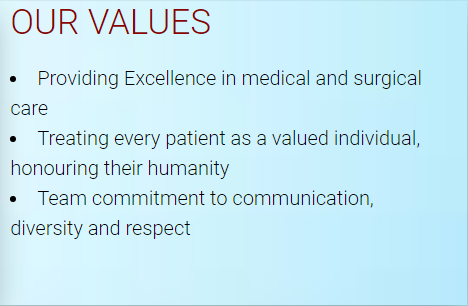 OUR VALUES
• Providing Excellence in medical and surgical
care
• Treating every patient as a valued individual,
honouring their humanity
• Team commitment to communication,
diversity and respect